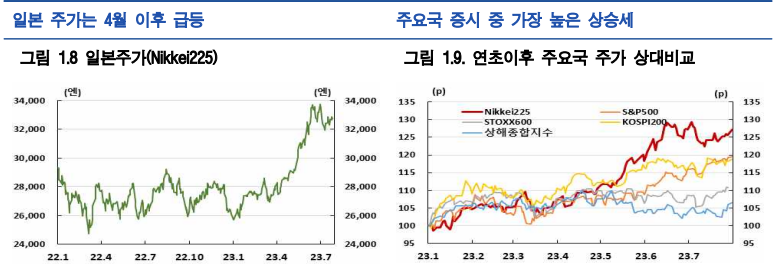 일본 주가는 4월 이후 급등
그림 1.8 일본주가(Nikkei225)
(엔) (엔)
34,000 34,000
32,000 32,000
30,000 30,000
28,000 28,000
26,000 26,000
24,000 24,000
22.1 22.4 22.7 22.10 23.1 23.4 23.7
주요국 증시 중 가장 높은 상승세
그림 1.9. 연초이후 주요국 주가 상대비교
(p) (p)
Nikkei225 S&P500
STOXX600 KOSPI200
상해종합지수
135 135
130 130
125 125
120 120
115 115
110 110
105 105
100 100
95 95
23.1 23.2 23.3 23.4 23.5 23.6 23.7